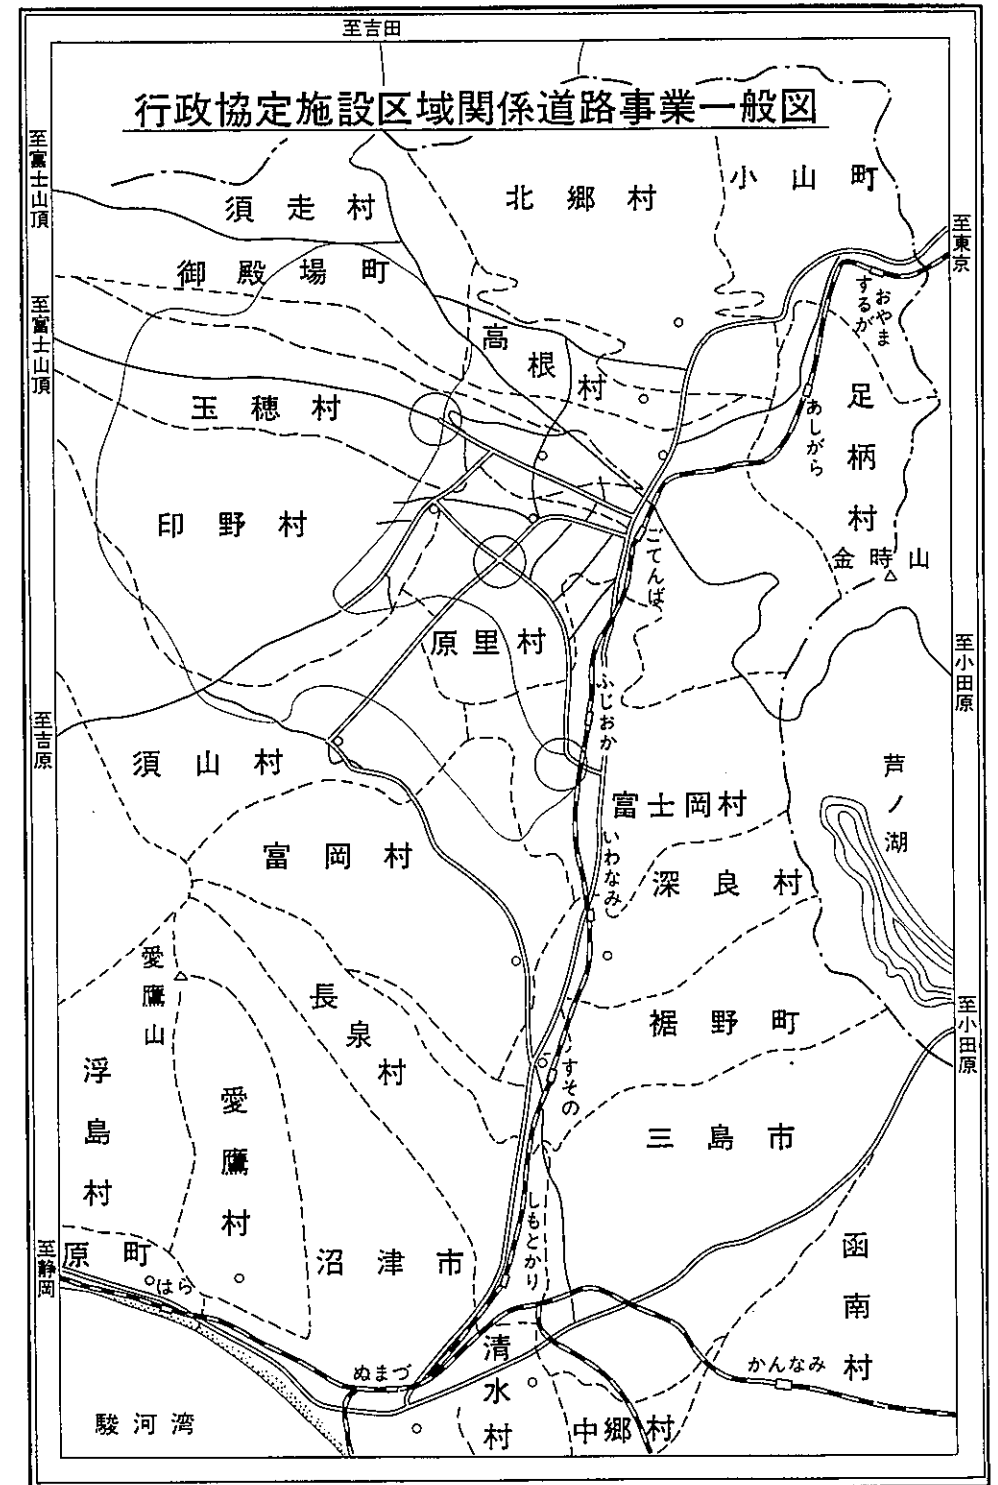 至吉田
行政協定施設区域関係道路事業一般図
至富士山頂
須走村
北郷村
小山町
至東京
御殿場町
至富士山頂
するが
おやま
高根村
玉穂村
足柄村
あしがら
印野村
ごてんば
金時山
原里村
至小田原
ふじおか
至吉原
須山村
芦ノ湖
富士岡村
富岡村
いわなみ
深良村
愛鷹山
長泉村
裾野町
至小田原
すその
浮島村
愛鷹村
三島市
しもとかり
原町
沼津市
函南村
至静岡
はら
ぬまづ
清水村
かんなみ
駿河湾
中郷村